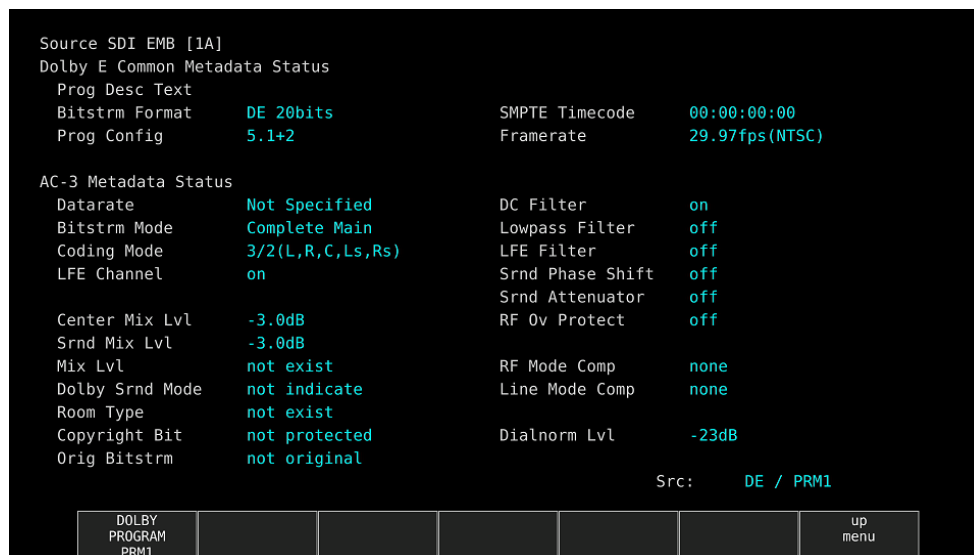 Source SDI EMB [1A]
Dolby E Common Metadata Status
Prog Desc Text
Bitstrm Format DE 20bits SMPTE Timecode 00:00:00:00
Prog Config 5.1+2 Framerate 29.97fps(NTSC)
AC-3 Metadata Status
Datarate Not Specified DC Filter on
Bitstrm Mode Complete Main Lowpass Filter off
Coding Mode 3/2(L,R,C,Ls,Rs) LFE Filter off
LFE Channel on Srnd Phase Shift off
Srnd Attenuator off
Center Mix Lvl -3.0dB RF Ov Protect off
Srnd Mix Lvl -3.0dB
Mix Lvl not exist RF Mode Comp none
Dolby Srnd Mode not indicate Line Mode Comp none
Room Type not exist
Copyright Bit not protected Dialnorm Lvl -23dB
Orig Bitstrm not original
Src: DE / PRM1
DOLBY up
PROGRAM menu
PRM1